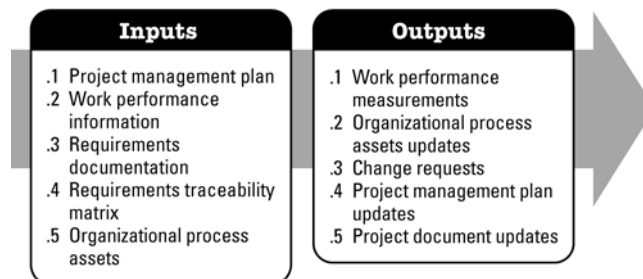 Inputs
.1 Project management plan
.2 Work performance
information
.3 Requirements
documentation
.4 Requirements traceability
matrix
.5 Organizational process
assets
Outputs
.1 Work performance
measurements
.2 Organizational process
assets updates
.3 Change requests
.4 Project management plan
updates
.5 Project document updates